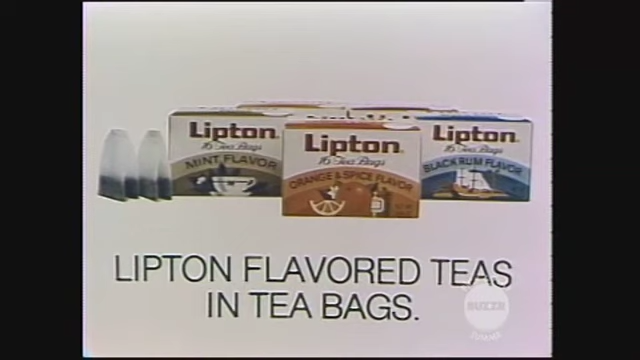 Lipton
16 Tea Bags
MINT FLAVOR
Lipton
16 Tea Bags
ORANGE & SPICE FLAVOR
Lipton
16 Tea Bags
BLACK RUM FLAVOR
LIPTON FLAVORED TEAS
IN TEA BAGS.
BUZZR